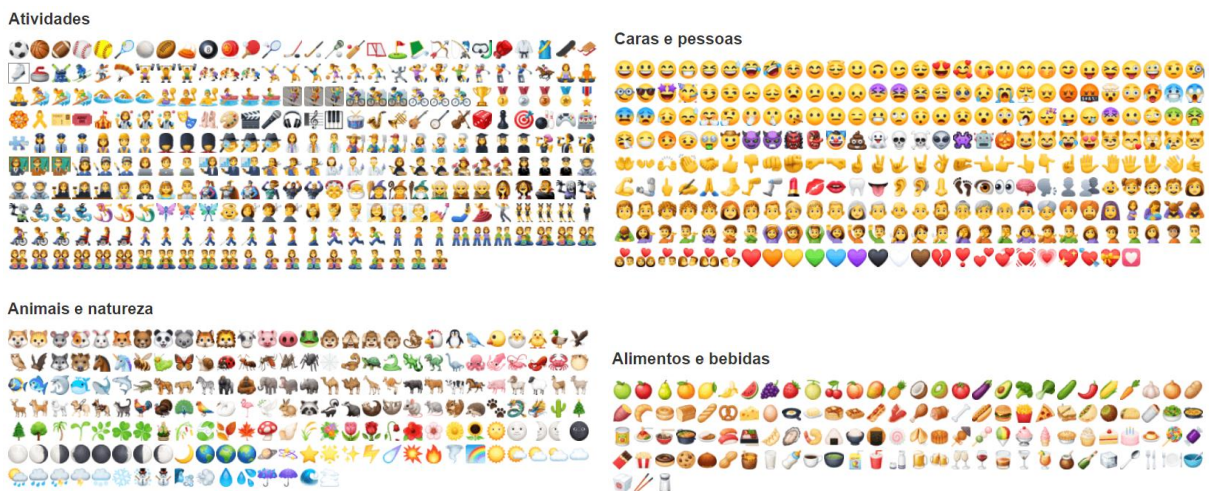 Atividades
Caras e pessoas
Animais e natureza
Alimentos e bebidas